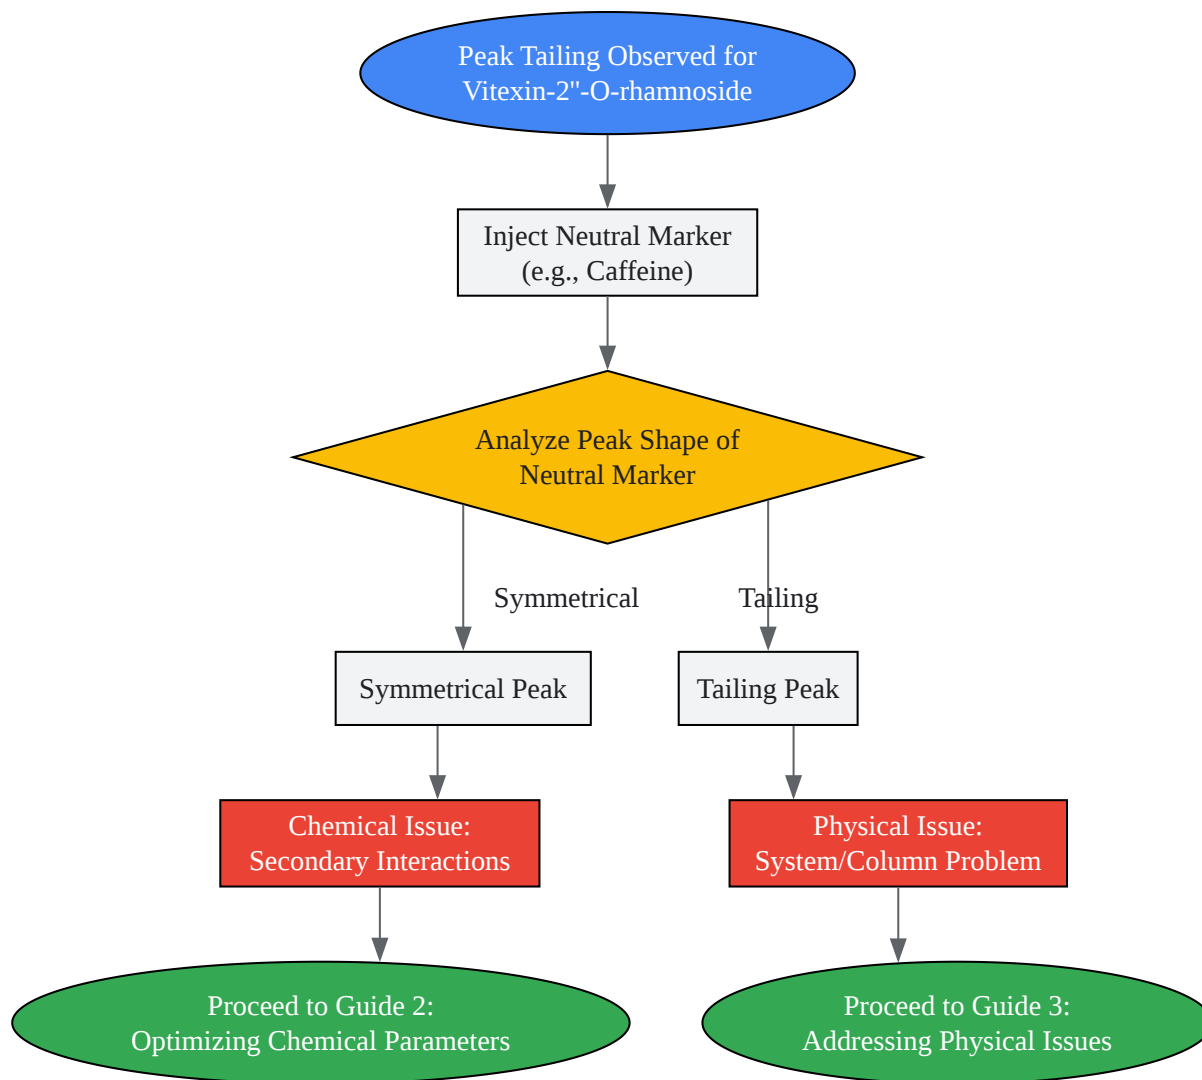 Peak Tailing Observed for
Vitexin-2"-O-rhamnoside
Inject Neutral Marker
(e.g., Caffeine)
Analyze Peak Shape of
Neutral Marker
Symmetrical
Tailing
Symmetrical Peak
Tailing Peak
Chemical Issue:
Secondary Interactions
Physical Issue:
System/Column Problem
Proceed to Guide 2:
Optimizing Chemical Parameters
Proceed to Guide 3:
Addressing Physical Issues